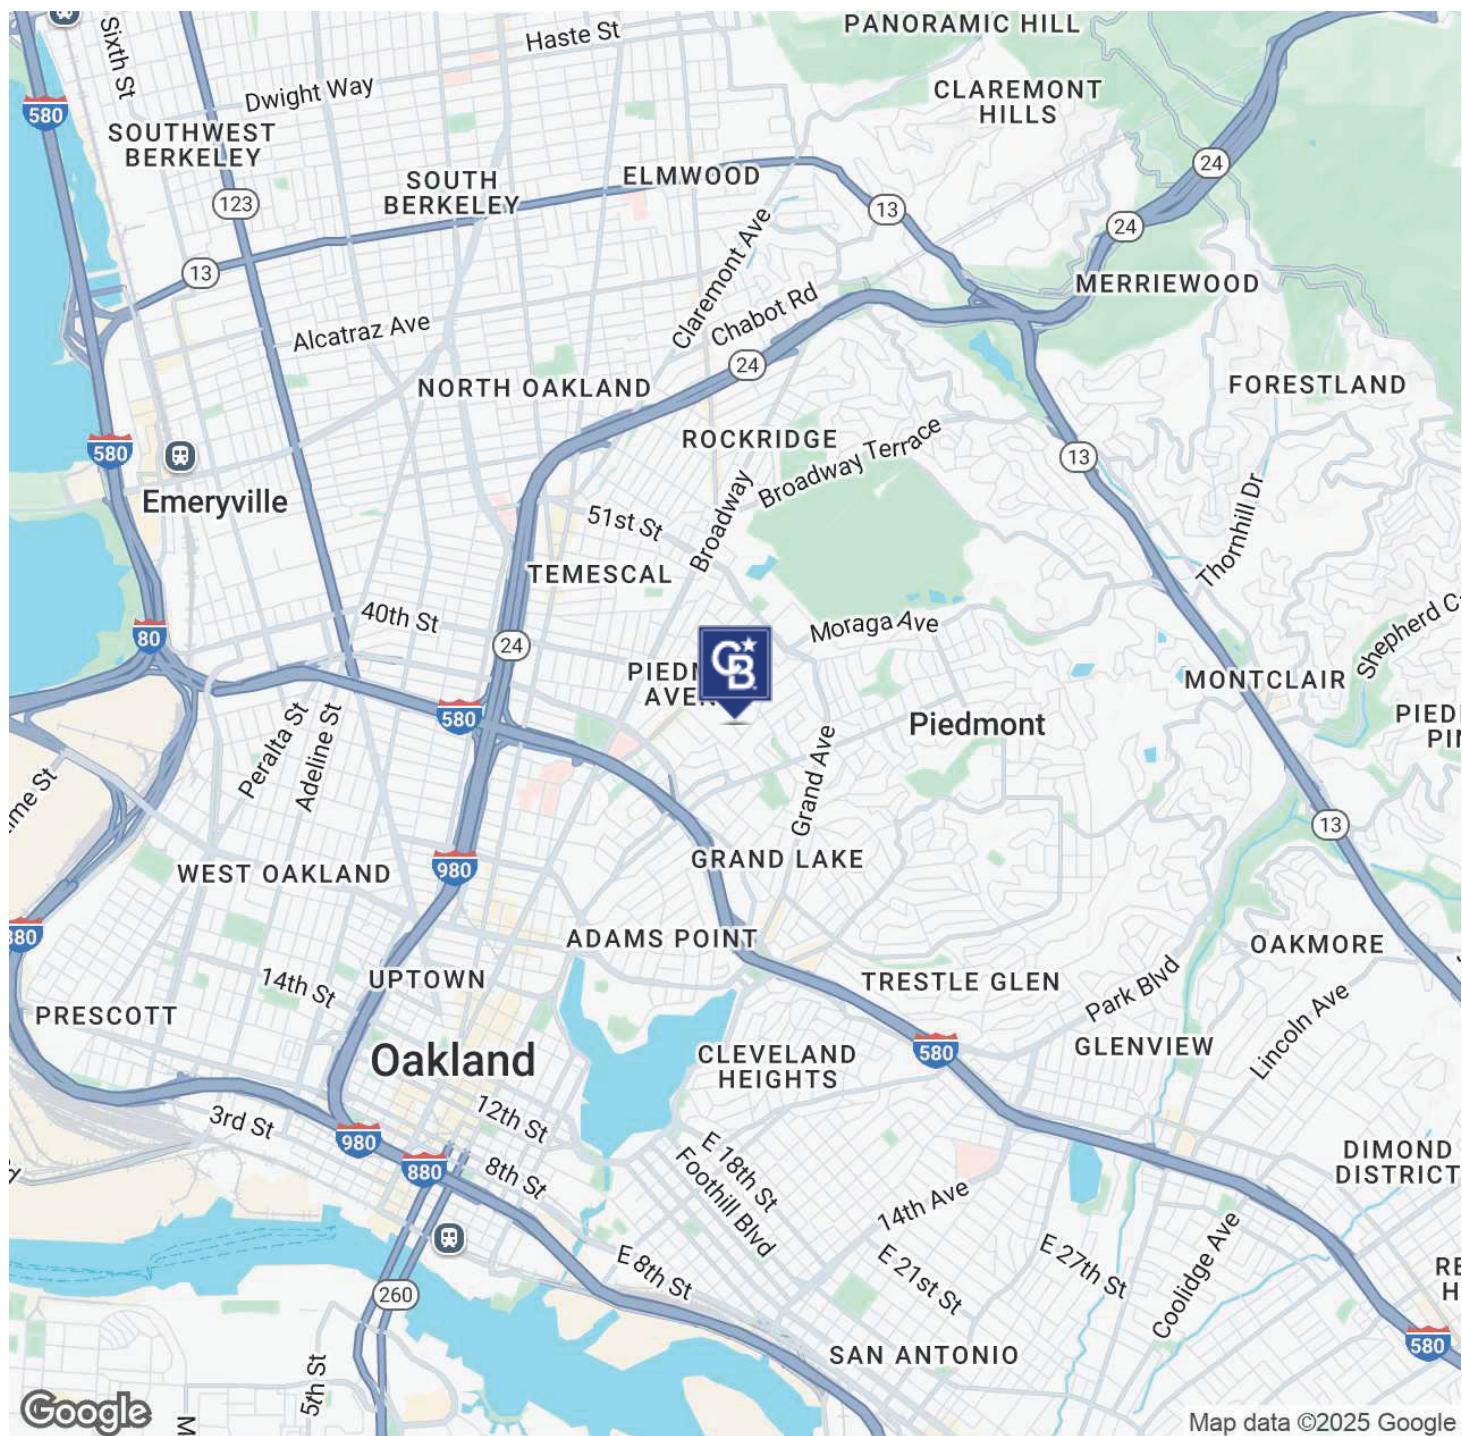 Sixth St
Haste St
PANORAMIC HILL
Dwight Way
CLAREMONT
HILLS
580
SOUTHWEST
BERKELEY
24
SOUTH
BERKELEY
ELMWOOD
123
13
24
Claremont Ave
13
MERRIEWOOD
Chabot Rd
Alcatraz Ave
24
NORTH OAKLAND
FORESTLAND
ROCKRIDGE
Broadway Terrace
580
13
Emeryville
Broadway
51st St
Thornhill Dr
TEMESCAL
40th St
Moraga Ave
80
24
Shepherd C
CB
PIEDM
AVEN
MONTCLAIR
580
Piedmont
PIED
PI
Peralta St
Adeline St
Grand Ave
13
GRAND LAKE
WEST OAKLAND
980
880
ADAMS POINT
OAKMORE
14th St
UPTOWN
TRESTLE GLEN
Park Blvd
PRESCOTT
Lincoln Ave
Oakland
CLEVELAND
HEIGHTS
580
GLENVIEW
3rd St
12th St
980
E 18th St
DIMOND
DISTRICT
880
8th St
Foothill Blvd
14th Ave
E 8th St
E 21st St
E 27th St
Coolidge Ave
RE
H
260
580
SAN ANTONIO
5th St
Google
M
Map data ©2025 Google